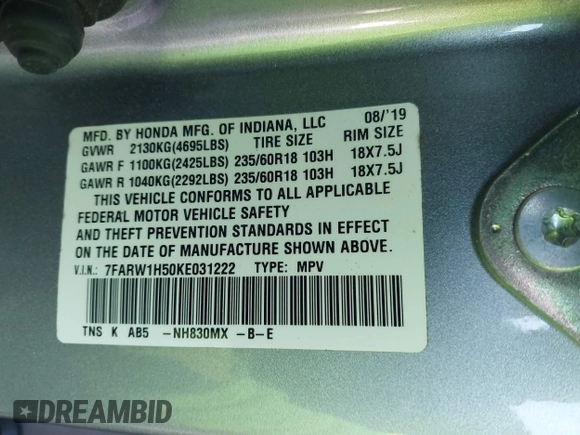 MFD. BY HONDA MFG. OF INDIANA, LLC 08/'19
GVWR 2130KG(4695LBS) TIRE SIZE RIM SIZE
GAWR F 1100KG(2425LBS) 235/60R18 103H 18X7.5J
GAWR R 1040KG(2292LBS) 235/60R18 103H 18X7.5J
THIS VEHICLE CONFORMS TO ALL APPLICABLE
FEDERAL MOTOR VEHICLE SAFETY
AND THEFT PREVENTION STANDARDS IN EFFECT
ON THE DATE OF MANUFACTURE SHOWN ABOVE.
V.I.N.: 7FARW1H50KE031222 TYPE: MPV
TNS K AB5 -NH830MX -B-E
DREAMBID